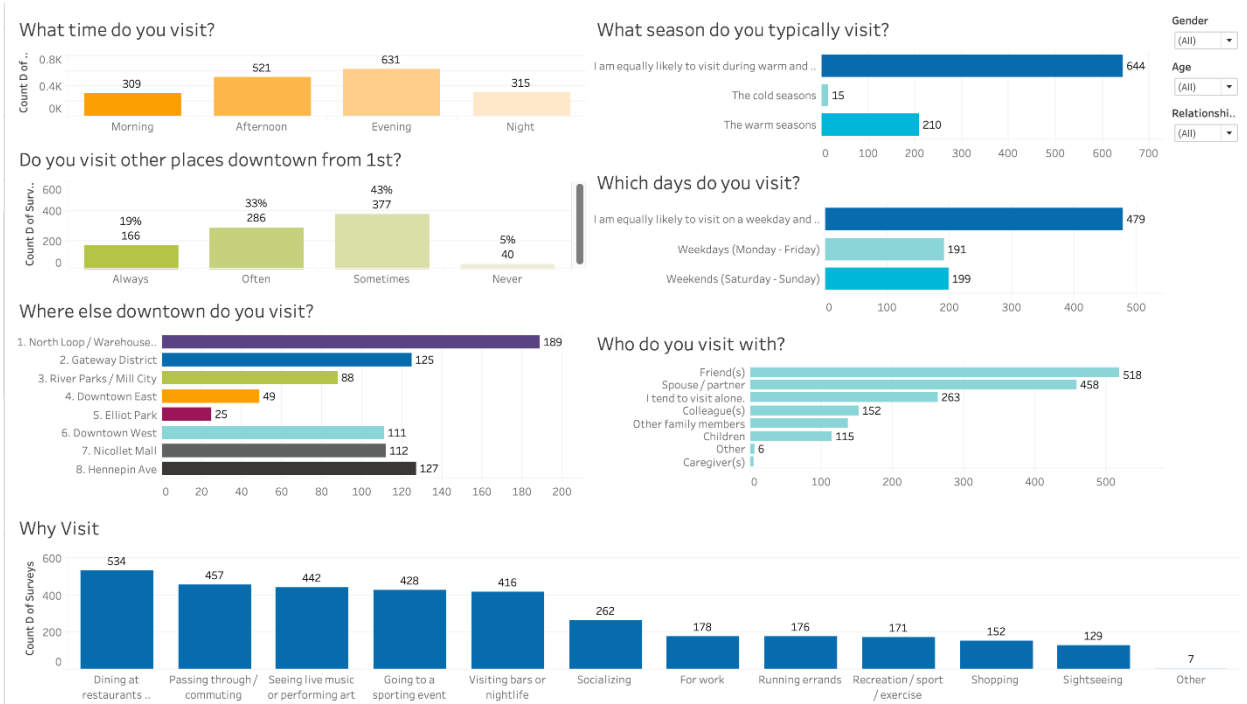 What time do you visit?
Count D of ..
0.8K
0.4K
0K
309
521
631
315
Morning
Afternoon
Evening
Night
Do you visit other places downtown from 1st?
Count D of Surv..
600
400
200
0
19%
166
33%
286
43%
377
5%
40
Always
Often
Sometimes
Never
Where else downtown do you visit?
1. North Loop / Warehouse..
189
2. Gateway District
125
3. River Parks / Mill City
88
4. Downtown East
49
5. Elliot Park
25
6. Downtown West
111
7. Nicollet Mall
112
8. Hennepin Ave
127
0 20 40 60 80 100 120 140 160 180 200
What season do you typically visit?
I am equally likely to visit during warm and ..
644
The cold seasons
15
The warm seasons
210
0 100 200 300 400 500 600 700
Which days do you visit?
I am equally likely to visit on a weekday and ..
479
Weekdays (Monday - Friday)
191
Weekends (Saturday - Sunday)
199
0 100 200 300 400 500
Who do you visit with?
Friend(s)
518
Spouse / partner
458
I tend to visit alone.
263
Colleague(s)
152
Other family members
Children
115
Other
6
Caregiver(s)
0 100 200 300 400 500
Gender
(All)
Age
(All)
Relationshi..
(All)
Why Visit
Count D of Surveys
600
400
200
0
534
457
442
428
416
262
178
176
171
152
129
7
Dining at
restaurants ..
Passing through /
commuting
Seeing live music
or performing art
Going to a
sporting event
Visiting bars or
nightlife
Socializing
For work
Running errands
Recreation / sport
/ exercise
Shopping
Sightseeing
Other